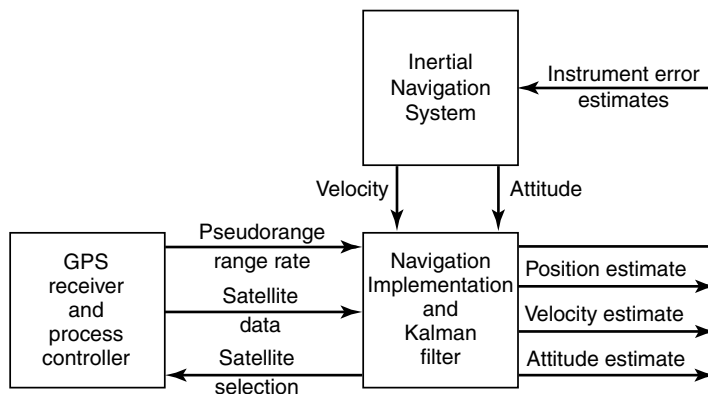 Inertial
Navigation
System
Instrument error
estimates
Velocity
Attitude
GPS
receiver
and
process
controller
Pseudorange
range rate
Satellite
data
Satellite
selection
Navigation
Implementation
and
Kalman
filter
Position estimate
Velocity estimate
Attitude estimate